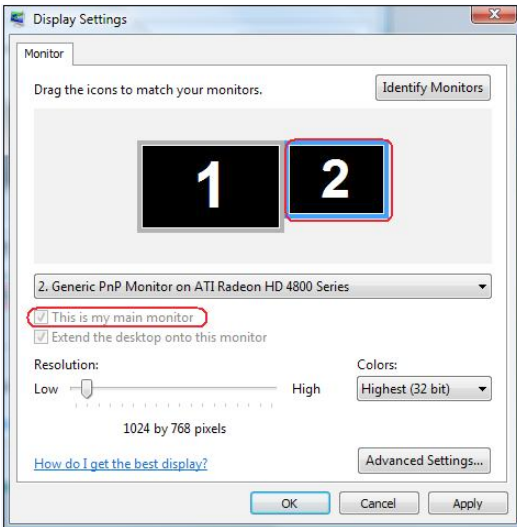 Display Settings
Monitor
Drag the icons to match your monitors.
Identify Monitors
1
2
2. Generic PnP Monitor on ATI Radeon HD 4800 Series
This is my main monitor
Extend the desktop onto this monitor
Resolution:
Colors:
Low
High
Highest (32 bit)
1024 by 768 pixels
How do I get the best display?
Advanced Settings...
OK
Cancel
Apply